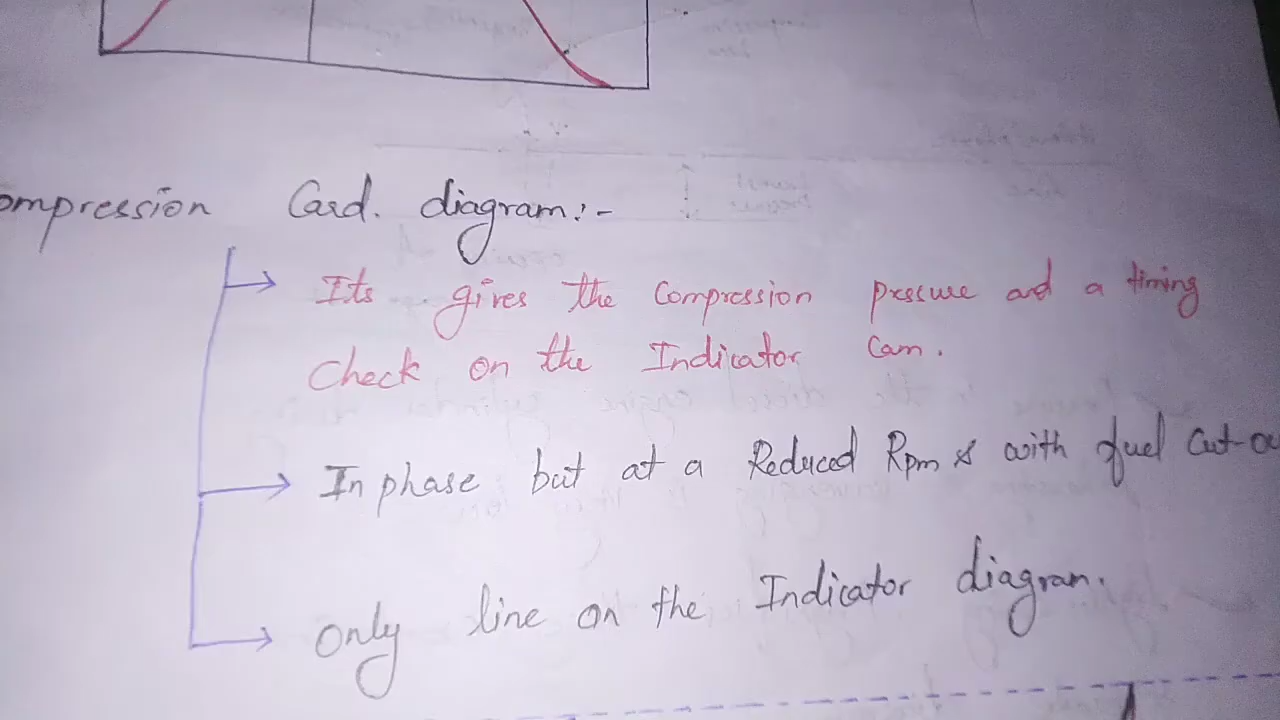 ompression Card. diagram:-
Its gives the Compression pressure and a timing
Check on the Indicator Cam.
In phase but at a Reduced Rpm & with fuel Cut-o
Only line on the Indicator diagram.